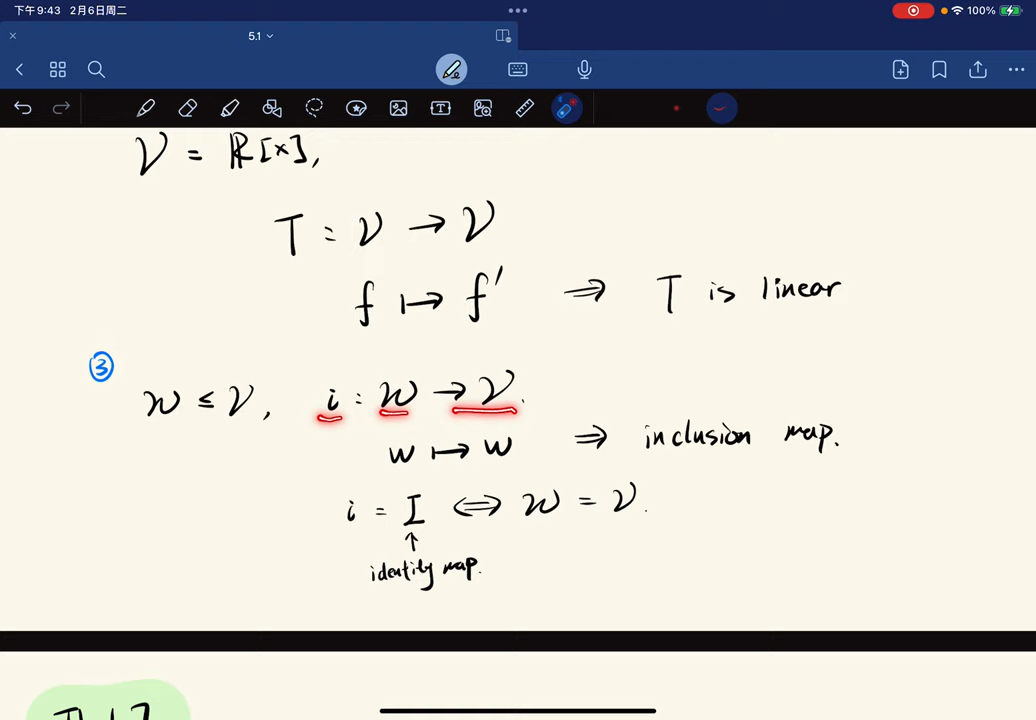 下午9:43 2月6日周二
100%
5.1
V = ℝ[x],
T : V → V
f ↦ f' ⇒ T is linear
③
W ≤ V, i : W → V.
w ↦ w ⇒ inclusion map.
i = I ⇔ W = V.
↑
identity map.